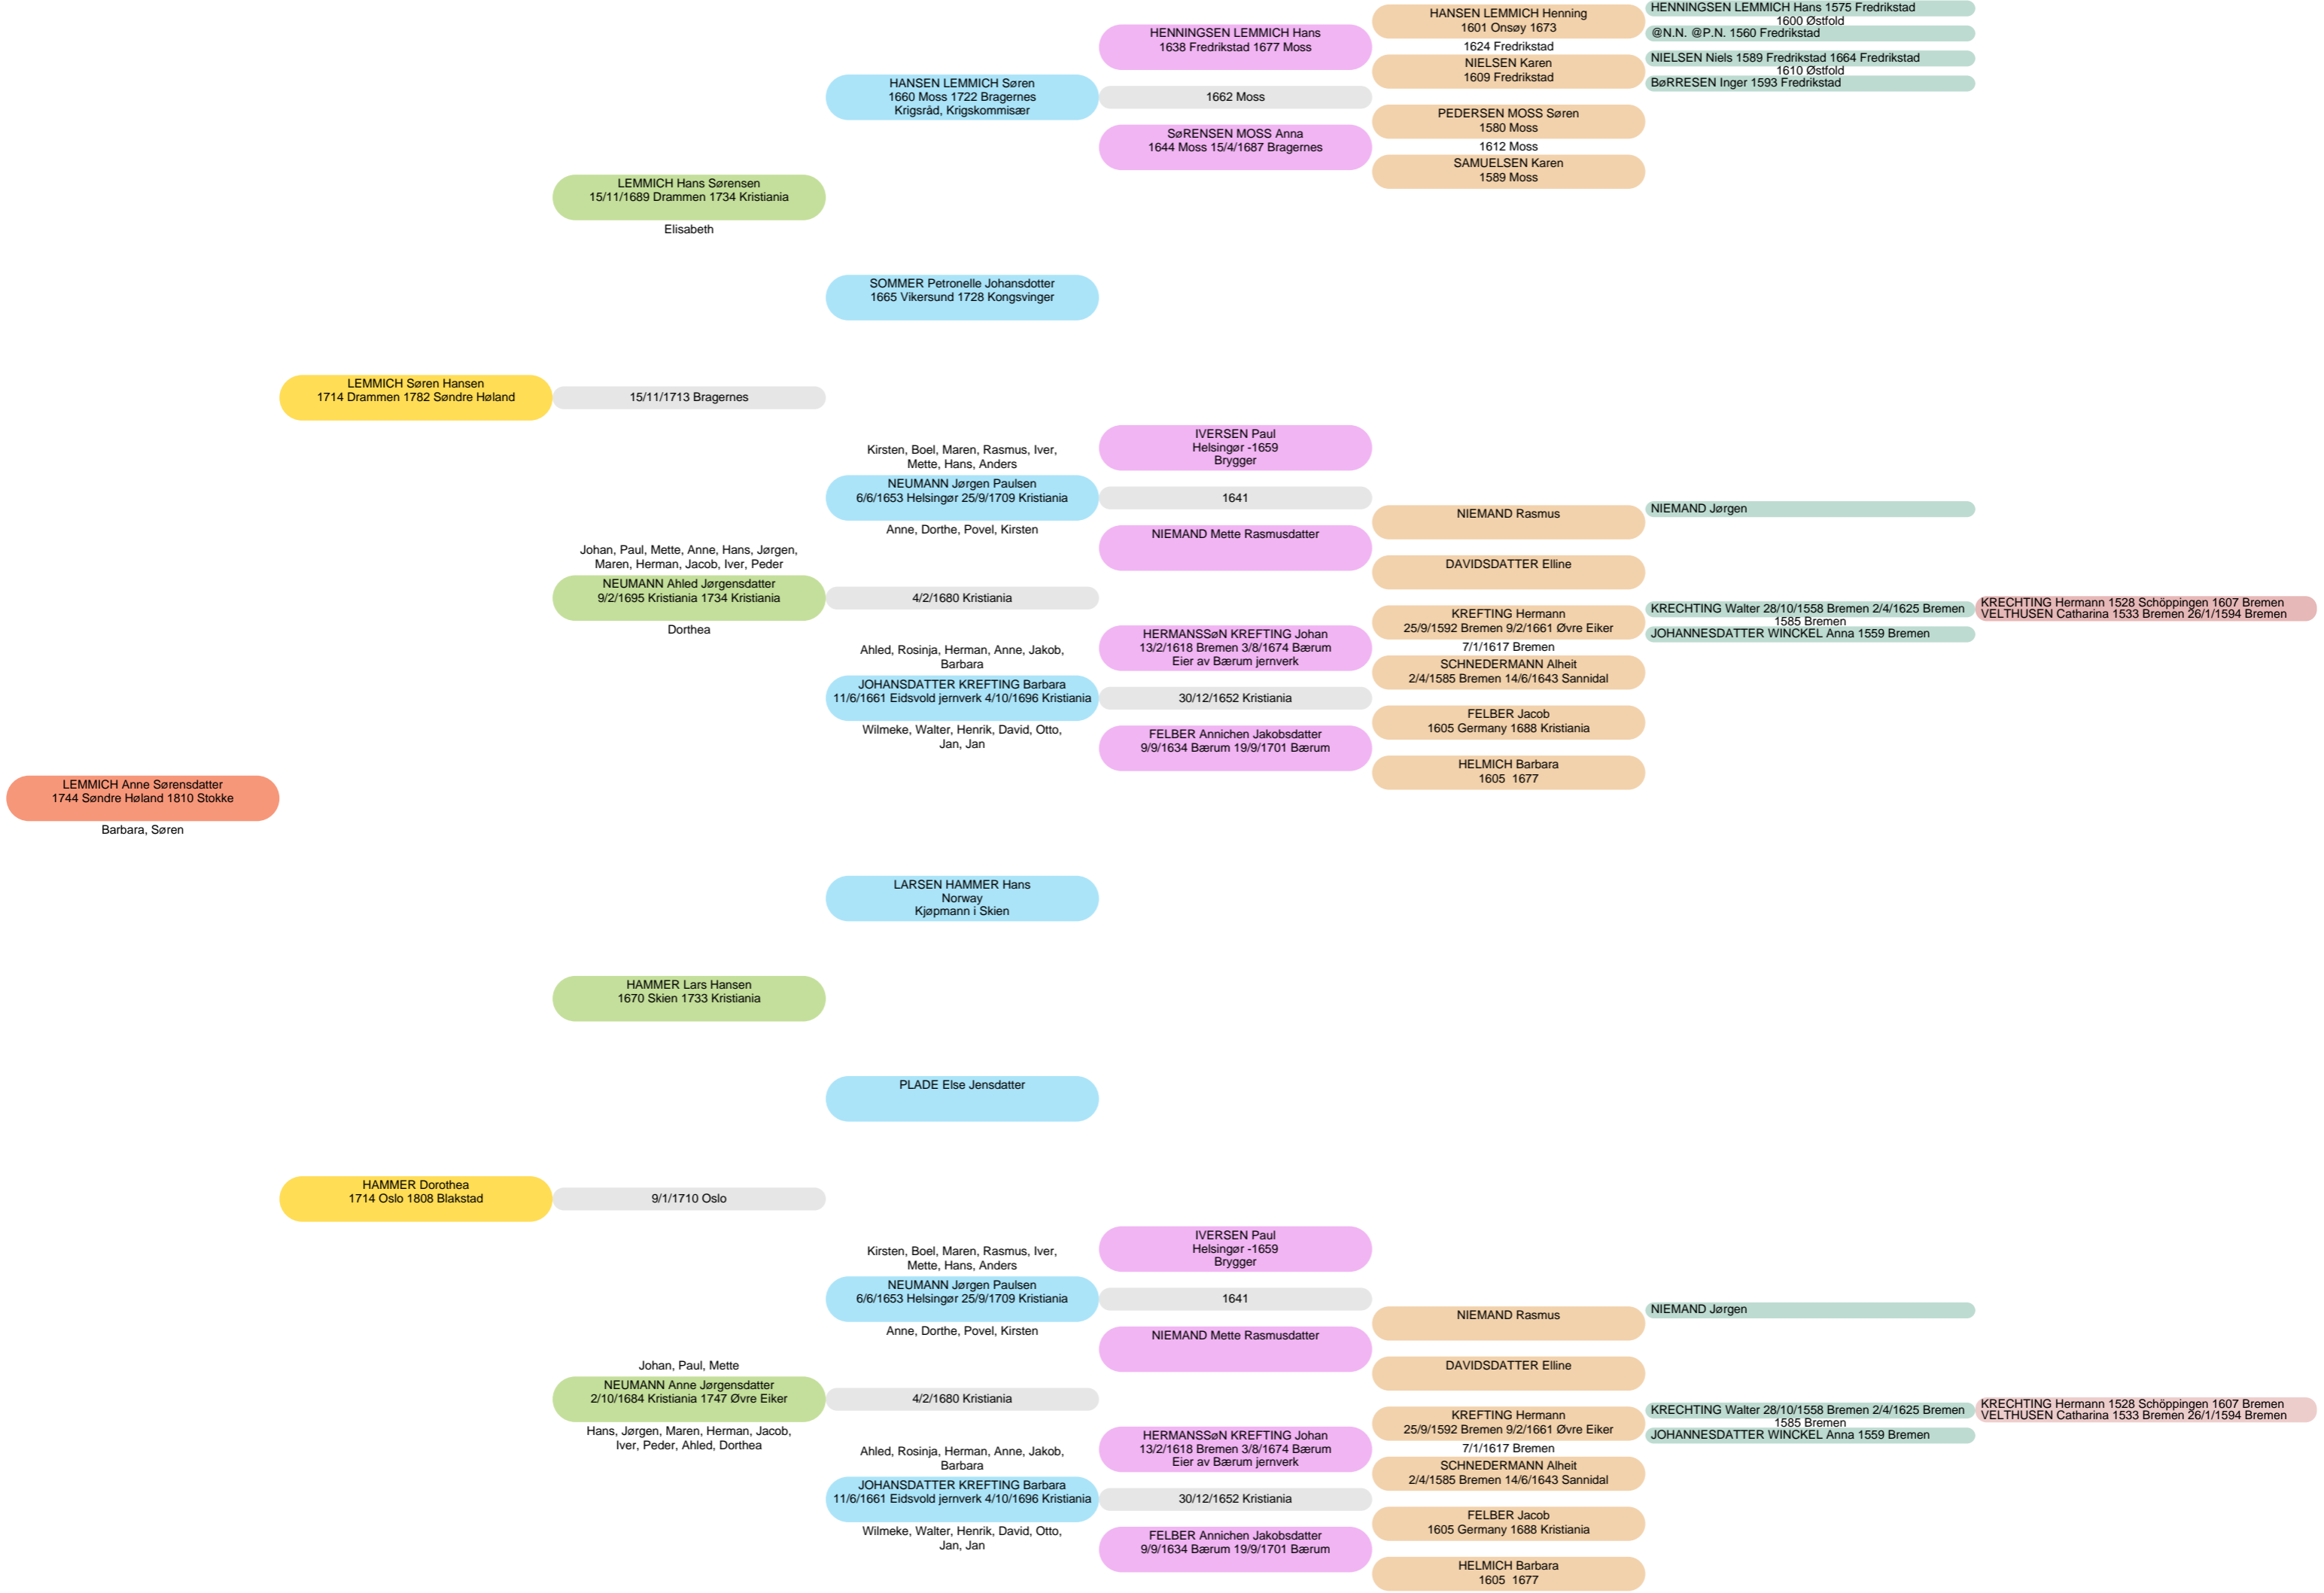 LEMMICH Anne Sørensdatter
1744 Søndre Høland 1810 Stokke
Barbara, Søren
LEMMICH Søren Hansen
1714 Drammen 1782 Søndre Høland
HAMMER Dorothea
1714 Oslo 1808 Blakstad
LEMMICH Hans Sørensen
15/11/1689 Drammen 1734 Kristiania
Elisabeth
15/11/1713 Bragernes
Johan, Paul, Mette, Anne, Hans, Jørgen,
Maren, Herman, Jacob, Iver, Peder
NEUMANN Ahled Jørgensdatter
9/2/1695 Kristiania 1734 Kristiania
Dorthea
HAMMER Lars Hansen
1670 Skien 1733 Kristiania
9/1/1710 Oslo
Johan, Paul, Mette
NEUMANN Anne Jørgensdatter
2/10/1684 Kristiania 1747 Øvre Eiker
Hans, Jørgen, Maren, Herman, Jacob,
Iver, Peder, Ahled, Dorthea
HANSEN LEMMICH Søren
1660 Moss 1722 Bragernes
Krigsråd, Krigskommisær
SOMMER Petronelle Johansdotter
1665 Vikersund 1728 Kongsvinger
Kirsten, Boel, Maren, Rasmus, Iver,
Mette, Hans, Anders
NEUMANN Jørgen Paulsen
6/6/1653 Helsingør 25/9/1709 Kristiania
Anne, Dorthe, Povel, Kirsten
4/2/1680 Kristiania
Ahled, Rosinja, Herman, Anne, Jakob,
Barbara
JOHANSDATTER KREFTING Barbara
11/6/1661 Eidsvold jernverk 4/10/1696 Kristiania
Wilmeke, Walter, Henrik, David, Otto,
Jan, Jan
LARSEN HAMMER Hans
Norway
Kjøpmann i Skien
PLADE Else Jensdatter
Kirsten, Boel, Maren, Rasmus, Iver,
Mette, Hans, Anders
NEUMANN Jørgen Paulsen
6/6/1653 Helsingør 25/9/1709 Kristiania
Anne, Dorthe, Povel, Kirsten
4/2/1680 Kristiania
Ahled, Rosinja, Herman, Anne, Jakob,
Barbara
JOHANSDATTER KREFTING Barbara
11/6/1661 Eidsvold jernverk 4/10/1696 Kristiania
Wilmeke, Walter, Henrik, David, Otto,
Jan, Jan
HENNINGSEN LEMMICH Hans
1638 Fredrikstad 1677 Moss
1662 Moss
SøRENSEN MOSS Anna
1644 Moss 15/4/1687 Bragernes
IVERSEN Paul
Helsingør -1659
Brygger
1641
NIEMAND Mette Rasmusdatter
HERMANSSøN KREFTING Johan
13/2/1618 Bremen 3/8/1674 Bærum
Eier av Bærum jernverk
30/12/1652 Kristiania
FELBER Annichen Jakobsdatter
9/9/1634 Bærum 19/9/1701 Bærum
IVERSEN Paul
Helsingør -1659
Brygger
1641
NIEMAND Mette Rasmusdatter
HERMANSSøN KREFTING Johan
13/2/1618 Bremen 3/8/1674 Bærum
Eier av Bærum jernverk
30/12/1652 Kristiania
FELBER Annichen Jakobsdatter
9/9/1634 Bærum 19/9/1701 Bærum
HANSEN LEMMICH Henning
1601 Onsøy 1673
1624 Fredrikstad
NIELSEN Karen
1609 Fredrikstad
PEDERSEN MOSS Søren
1580 Moss
1612 Moss
SAMUELSEN Karen
1589 Moss
NIEMAND Rasmus
DAVIDSDATTER Elline
KREFTING Hermann
25/9/1592 Bremen 9/2/1661 Øvre Eiker
7/1/1617 Bremen
SCHNEDERMANN Alheit
2/4/1585 Bremen 14/6/1643 Sannidal
FELBER Jacob
1605 Germany 1688 Kristiania
HELMICH Barbara
1605 1677
NIEMAND Rasmus
DAVIDSDATTER Elline
KREFTING Hermann
25/9/1592 Bremen 9/2/1661 Øvre Eiker
7/1/1617 Bremen
SCHNEDERMANN Alheit
2/4/1585 Bremen 14/6/1643 Sannidal
FELBER Jacob
1605 Germany 1688 Kristiania
HELMICH Barbara
1605 1677
HENNINGSEN LEMMICH Hans 1575 Fredrikstad
1600 Østfold
@N.N. @P.N. 1560 Fredrikstad
NIELSEN Niels 1589 Fredrikstad 1664 Fredrikstad
1610 Østfold
BøRRESEN Inger 1593 Fredrikstad
NIEMAND Jørgen
KRECHTING Walter 28/10/1558 Bremen 2/4/1625 Bremen
1585 Bremen
JOHANNESDATTER WINCKEL Anna 1559 Bremen
NIEMAND Jørgen
KRECHTING Walter 28/10/1558 Bremen 2/4/1625 Bremen
1585 Bremen
JOHANNESDATTER WINCKEL Anna 1559 Bremen
KRECHTING Hermann 1528 Schöppingen 1607 Bremen
VELTHUSEN Catharina 1533 Bremen 26/1/1594 Bremen
KRECHTING Hermann 1528 Schöppingen 1607 Bremen
VELTHUSEN Catharina 1533 Bremen 26/1/1594 Bremen